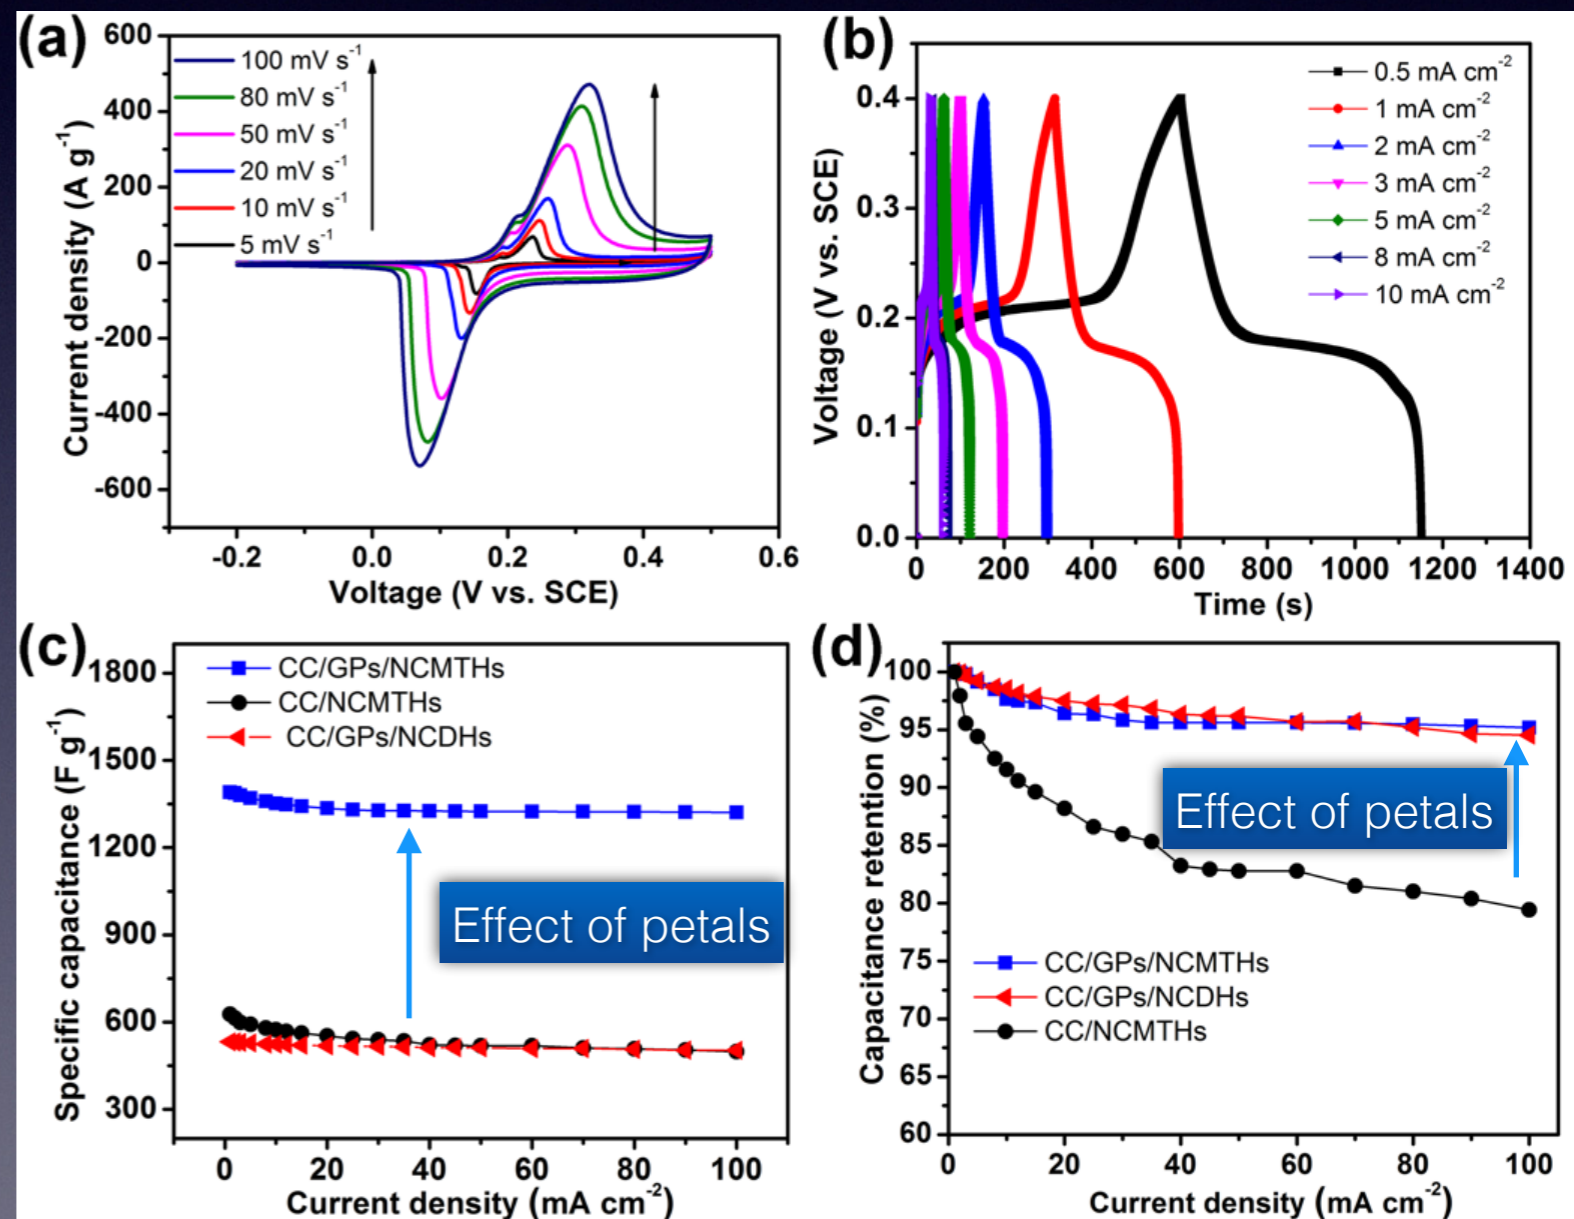 (a)
600
400
200
0
-200
-400
-600
Current density (A g⁻¹)
100 mV s⁻¹
80 mV s⁻¹
50 mV s⁻¹
20 mV s⁻¹
10 mV s⁻¹
5 mV s⁻¹
-0.2 0.0 0.2 0.4 0.6
Voltage (V vs. SCE)
(b)
0.4
0.3
0.2
0.1
0.0
Voltage (V vs. SCE)
0.5 mA cm⁻²
1 mA cm⁻²
2 mA cm⁻²
3 mA cm⁻²
5 mA cm⁻²
8 mA cm⁻²
10 mA cm⁻²
0 200 400 600 800 1000 1200 1400
Time (s)
(c)
1800
1500
1200
900
600
300
Specific capacitance (F g⁻¹)
CC/GPs/NCMTHs
CC/NCMTHs
CC/GPs/NCDHs
Effect of petals
0 20 40 60 80 100
Current density (mA cm⁻²)
(d)
100
95
90
85
80
75
70
65
60
Capacitance retention (%)
Effect of petals
CC/GPs/NCMTHs
CC/GPs/NCDHs
CC/NCMTHs
0 20 40 60 80 100
Current density (mA cm⁻²)